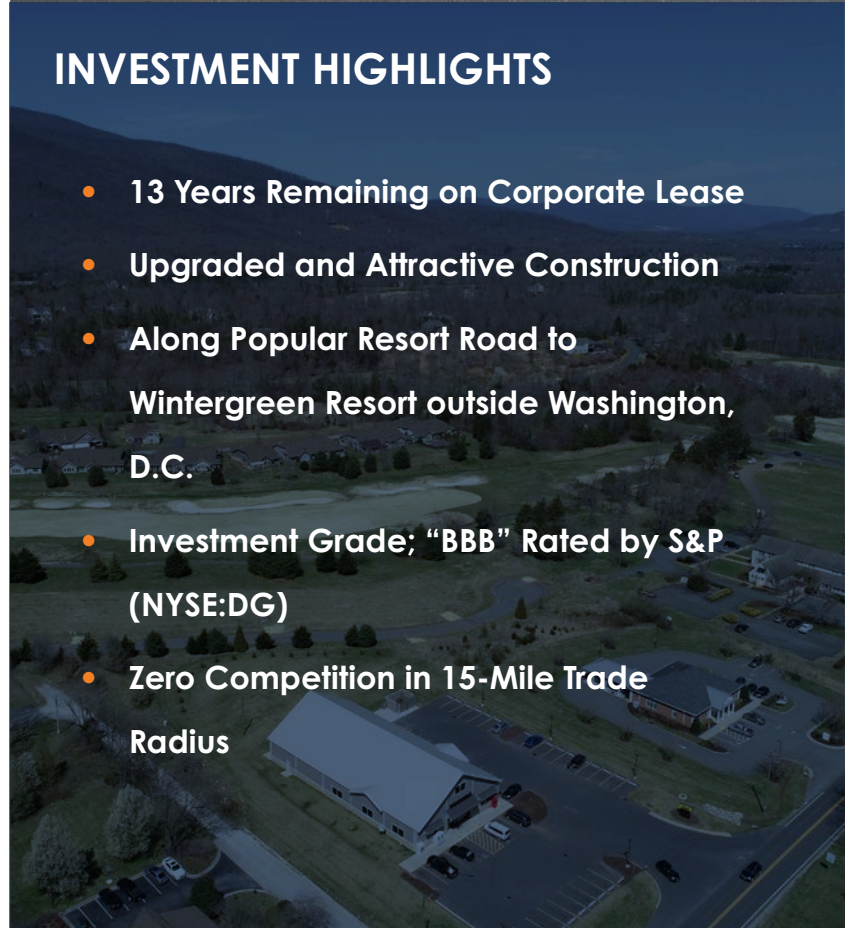 INVESTMENT HIGHLIGHTS
• 13 Years Remaining on Corporate Lease
• Upgraded and Attractive Construction
• Along Popular Resort Road to
Wintergreen Resort outside Washington,
D.C.
• Investment Grade; “BBB” Rated by S&P
(NYSE:DG)
• Zero Competition in 15-Mile Trade
Radius